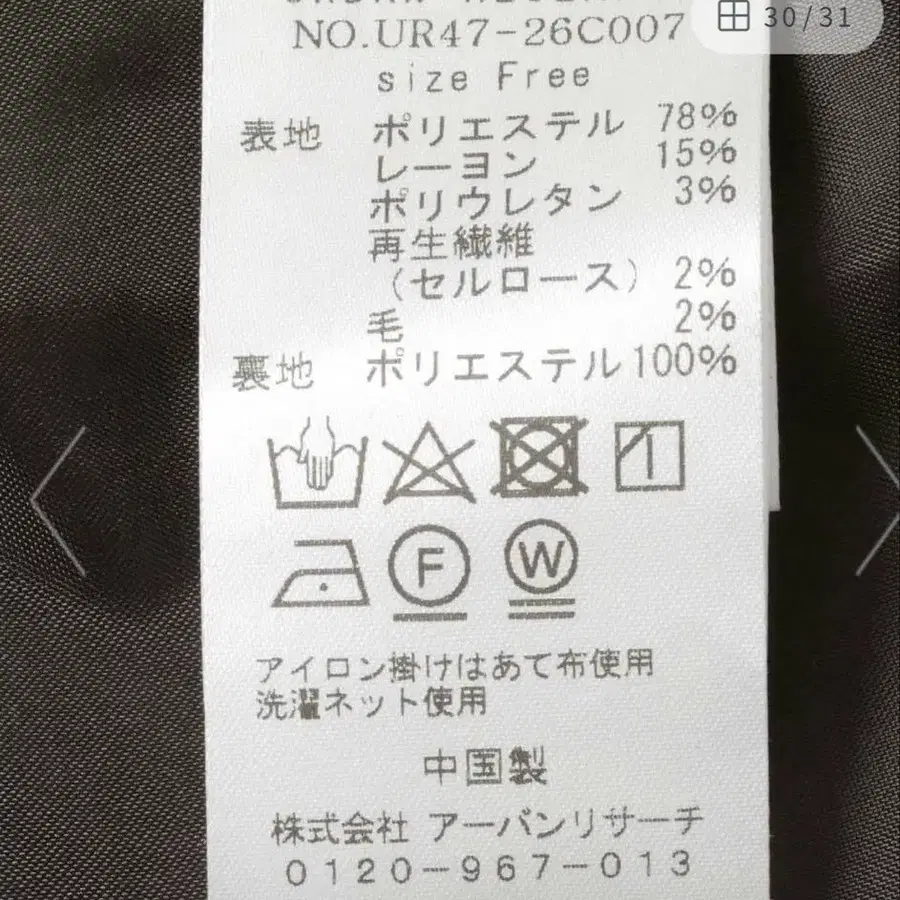 30/31
NO.UR47-26C007
size Free
表地 ポリエステル 78%
レーヨン 15%
ポリウレタン 3%
再生繊維
(セルロース) 2%
毛 2%
裏地 ポリエステル 100%
F W
アイロン掛けはあて布使用
洗濯ネット使用
中国製
株式会社 アーバンリサーチ
0120-967-013